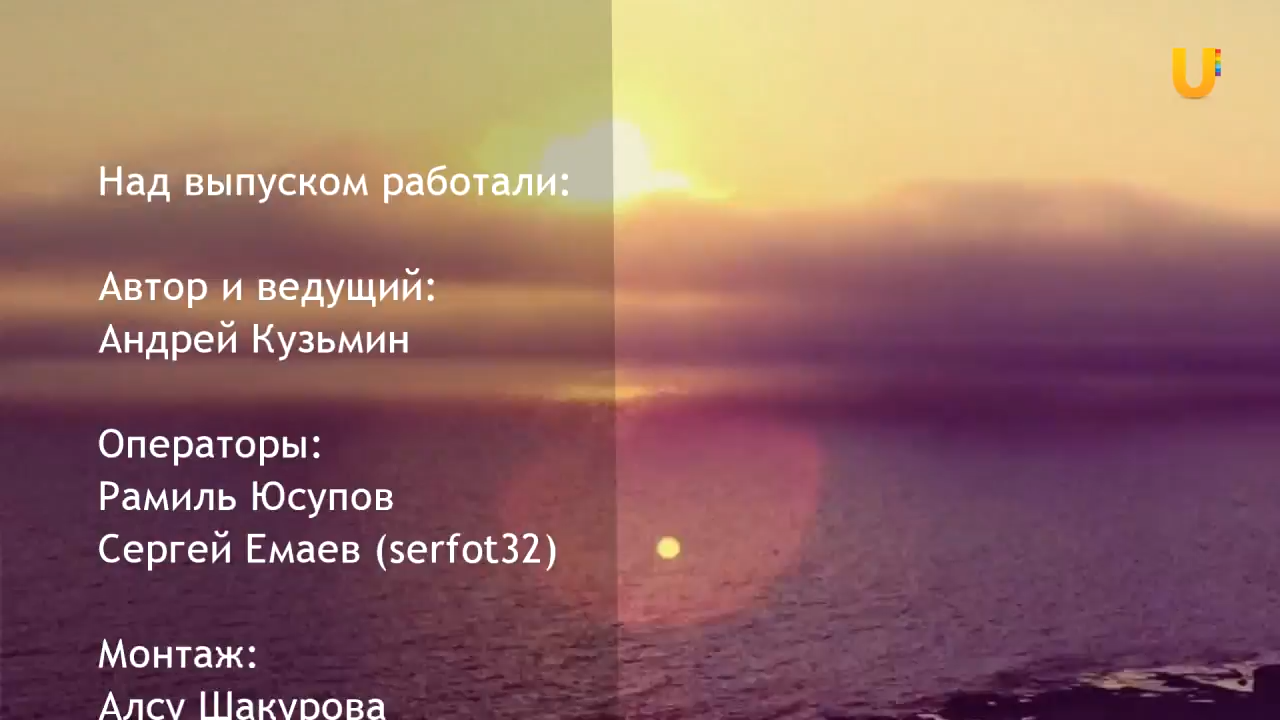 U
Над выпуском работали:
Автор и ведущий:
Андрей Кузьмин
Операторы:
Рамиль Юсупов
Сергей Емаев (serfot32)
Монтаж:
Алсу Шакурова